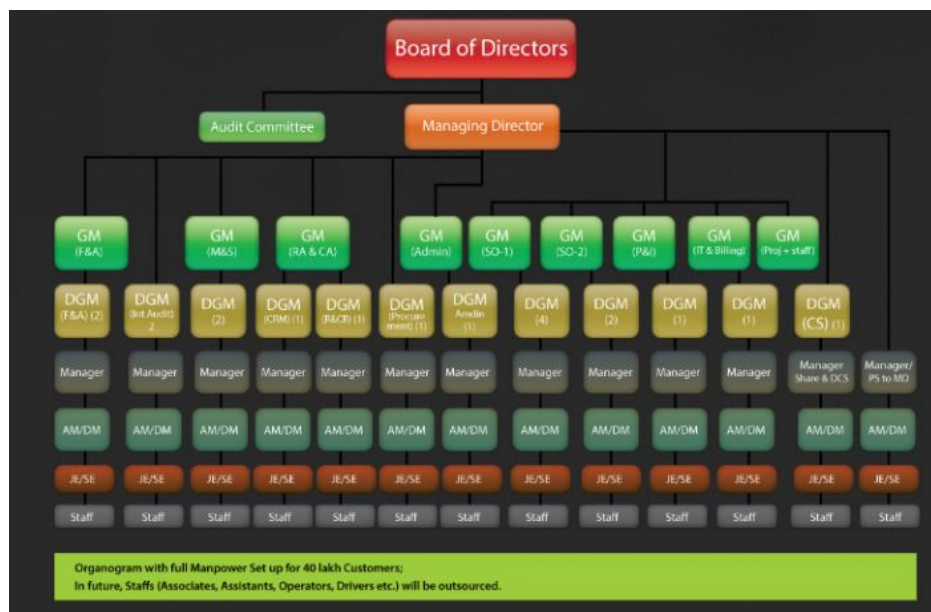 Board of Directors
Audit Committee
Managing Director
GM
(F&A)
GM
(M&S)
GM
(RA & CA)
GM
(Admin)
GM
(SO-1)
GM
(SO-2)
GM
(P&I)
GM
(IT & Billing)
GM
(Proj + staff)
DGM
(F&A) (2)
DGM
(Int. Audit)
2
DGM
(2)
DGM
(CRM) (1)
DGM
(R&CR) (1)
DGM
(Procure
ment) (1)
DGM
Amdin
(1)
DGM
(4)
DGM
(2)
DGM
(1)
DGM
(1)
DGM
(CS) (1)
Manager
Manager
Manager
Manager
Manager
Manager
Manager
Manager
Manager
Manager
Manager
Manager
Share & DCS
Manager/
PS to MD
AM/DM
AM/DM
AM/DM
AM/DM
AM/DM
AM/DM
AM/DM
AM/DM
AM/DM
AM/DM
AM/DM
AM/DM
AM/DM
JE/SE
JE/SE
JE/SE
JE/SE
JE/SE
JE/SE
JE/SE
JE/SE
JE/SE
JE/SE
JE/SE
JE/SE
JE/SE
Staff
Staff
Staff
Staff
Staff
Staff
Staff
Staff
Staff
Staff
Staff
Staff
Staff
Organogram with full Manpower Set up for 40 lakh Customers;
In future, Staffs (Associates, Assistants, Operators, Drivers etc.) will be outsourced.